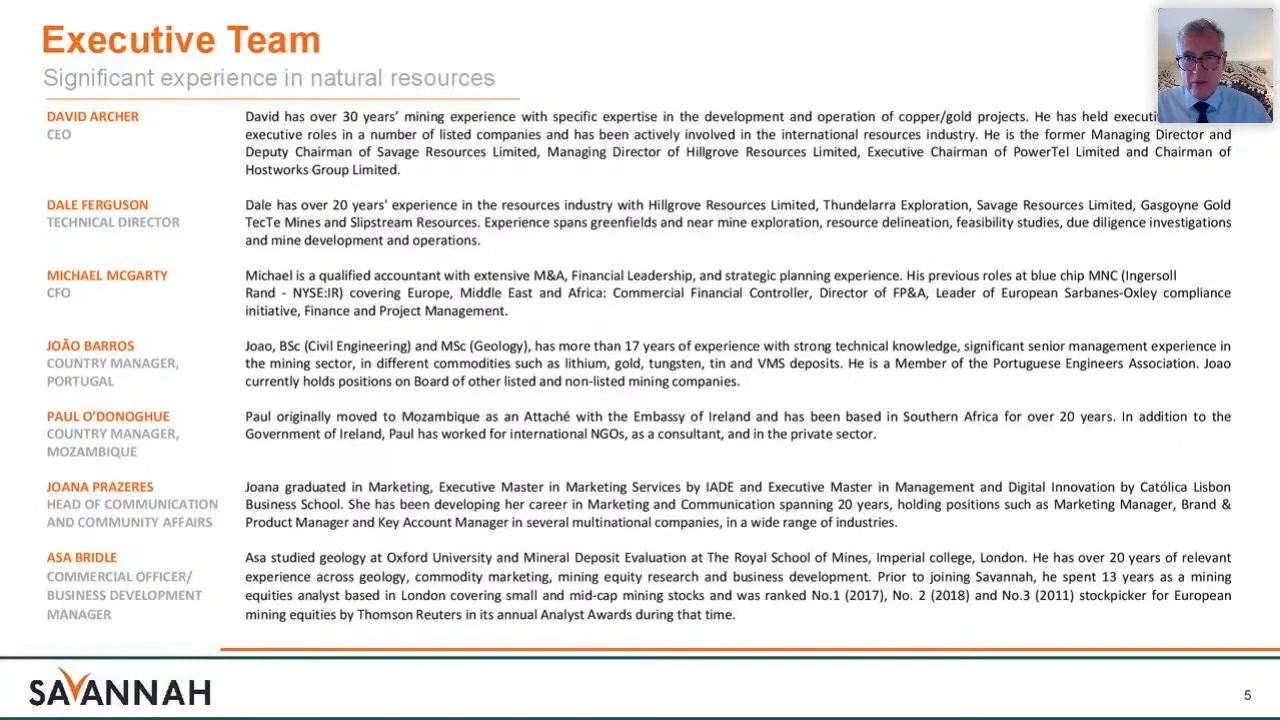 Executive Team
Significant experience in natural resources
DAVID ARCHER
CEO
David has over 30 years’ mining experience with specific expertise in the development and operation of copper/gold projects. He has held
executive roles in a number of listed companies and has been actively involved in the international resources industry. He is the former Managing Director and
Deputy Chairman of Savage Resources Limited, Managing Director of Hillgrove Resources Limited, Executive Chairman of PowerTel Limited and Chairman of
Hostworks Group Limited.
DALE FERGUSON
TECHNICAL DIRECTOR
Dale has over 20 years' experience in the resources industry with Hillgrove Resources Limited, Thundelarra Exploration, Savage Resources Limited, Gasgoyne Gold
TecTe Mines and Slipstream Resources. Experience spans greenfields and near mine exploration, resource delineation, feasibility studies, due diligence investigations
and mine development and operations.
MICHAEL MCGARTY
CFO
Michael is a qualified accountant with extensive M&A, Financial Leadership, and strategic planning experience. His previous roles at blue chip MNC (Ingersoll
Rand - NYSE:IR) covering Europe, Middle East and Africa: Commercial Financial Controller, Director of FP&A, Leader of European Sarbanes-Oxley compliance
initiative, Finance and Project Management.
JOÃO BARROS
COUNTRY MANAGER,
PORTUGAL
Joao, BSc (Civil Engineering) and MSc (Geology), has more than 17 years of experience with strong technical knowledge, significant senior management experience in
the mining sector, in different commodities such as lithium, gold, tungsten, tin and VMS deposits. He is a Member of the Portuguese Engineers Association. Joao
currently holds positions on Board of other listed and non-listed mining companies.
PAUL O’DONOGHUE
COUNTRY MANAGER,
MOZAMBIQUE
Paul originally moved to Mozambique as an Attaché with the Embassy of Ireland and has been based in Southern Africa for over 20 years. In addition to the
Government of Ireland, Paul has worked for international NGOs, as a consultant, and in the private sector.
JOANA PRAZERES
HEAD OF COMMUNICATION
AND COMMUNITY AFFAIRS
Joana graduated in Marketing, Executive Master in Marketing Services by IADE and Executive Master in Management and Digital Innovation by Católica Lisbon
Business School. She has been developing her career in Marketing and Communication spanning 20 years, holding positions such as Marketing Manager, Brand &
Product Manager and Key Account Manager in several multinational companies, in a wide range of industries.
ASA BRIDLE
COMMERCIAL OFFICER/
BUSINESS DEVELOPMENT
MANAGER
Asa studied geology at Oxford University and Mineral Deposit Evaluation at The Royal School of Mines, Imperial college, London. He has over 20 years of relevant
experience across geology, commodity marketing, mining equity research and business development. Prior to joining Savannah, he spent 13 years as a mining
equities analyst based in London covering small and mid-cap mining stocks and was ranked No.1 (2017), No. 2 (2018) and No.3 (2011) stockpicker for European
mining equities by Thomson Reuters in its annual Analyst Awards during that time.
SAVANNAH
5